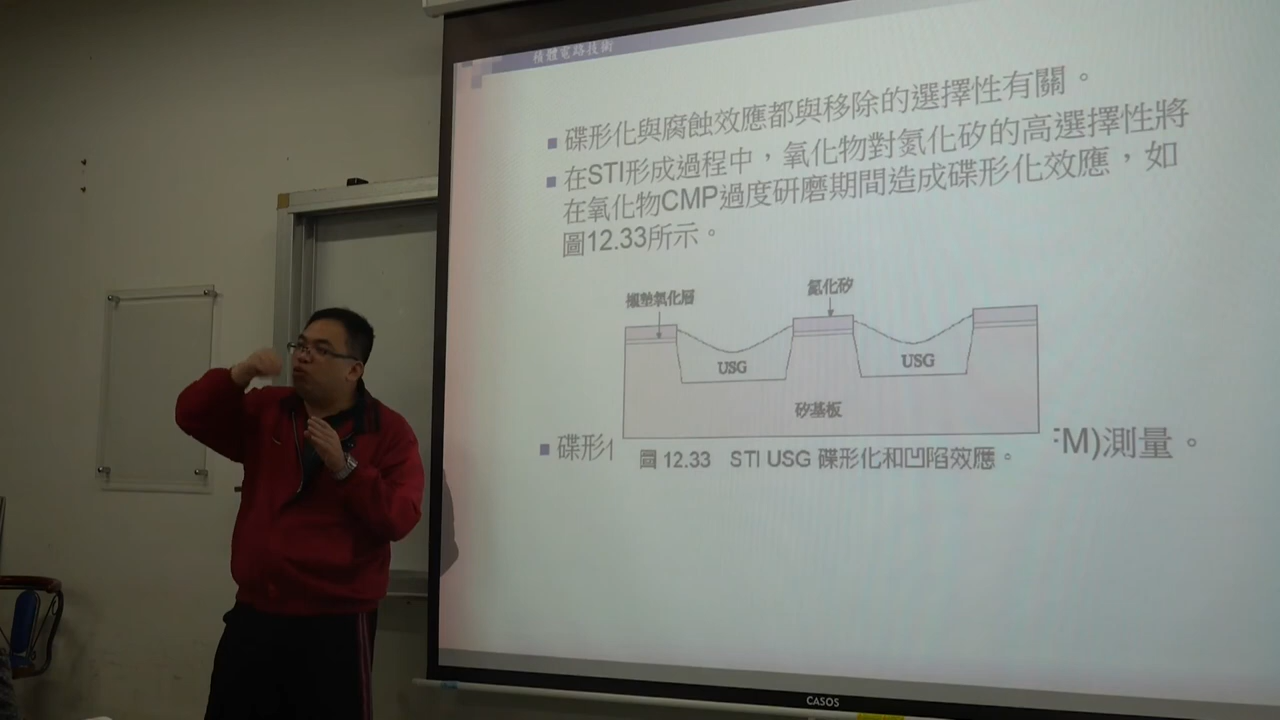 積體電路技術
■ 碟形化與腐蝕效應都與移除的選擇性有關。
■ 在STI形成過程中，氧化物對氮化矽的高選擇性將
在氧化物CMP過度研磨期間造成碟形化效應，如
圖12.33所示。
襯墊氧化層
氮化矽
USG
USG
矽基板
■ 碟形
FM)測量。
圖 12.33 STI USG 碟形化和凹陷效應。
CASOS